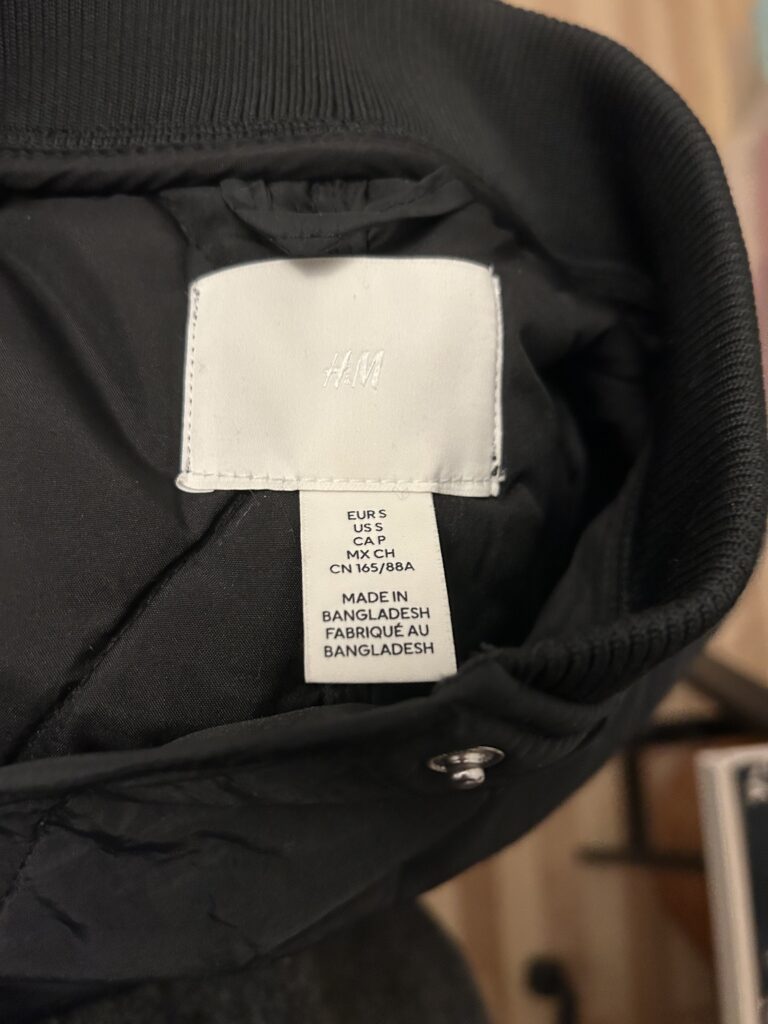 H&M
EUR S
US S
CA P
MX CH
CN 165/88A
MADE IN
BANGLADESH
FABRIQUÉ AU
BANGLADESH